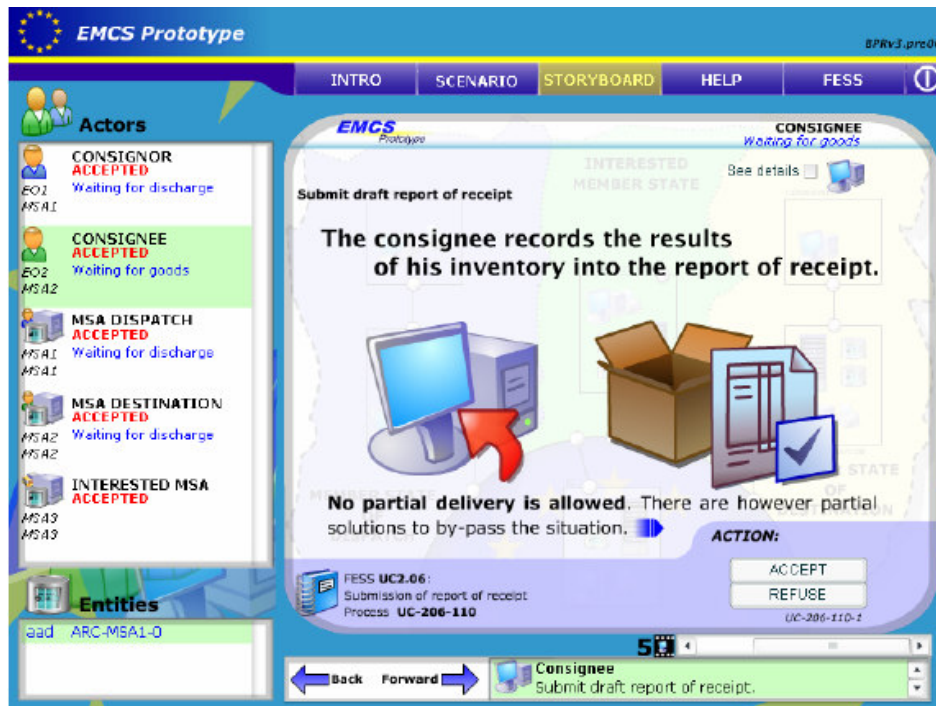 EMCS Prototype
BPRv3.pre0
INTRO
SCENARIO
STORYBOARD
HELP
FESS
Actors
CONSIGNOR
ACCEPTED
EO1
Waiting for discharge
MSA1
CONSIGNEE
ACCEPTED
EO2
Waiting for goods
MSA2
MSA DISPATCH
ACCEPTED
MSA1
Waiting for discharge
MSA1
MSA DESTINATION
ACCEPTED
MSA2
Waiting for discharge
MSA2
INTERESTED MSA
ACCEPTED
MSA3
MSA3
Entities
aad ARC-MSA1-0
EMCS
Prototype
CONSIGNEE
Waiting for goods
INTERESTED
MEMBER STATE
See details
Submit draft report of receipt
The consignee records the results
of his inventory into the report of receipt.
MEMBER STATE
DISPATCH
STATE
OF
DESTINATION
No partial delivery is allowed. There are however partial
solutions to by-pass the situation.
ACTION:
ACCEPT
REFUSE
UC-206-110-1
FESS UC2.06:
Submission of report of receipt
Process UC-206-110
5
Back Forward
Consignee
Submit draft report of receipt.